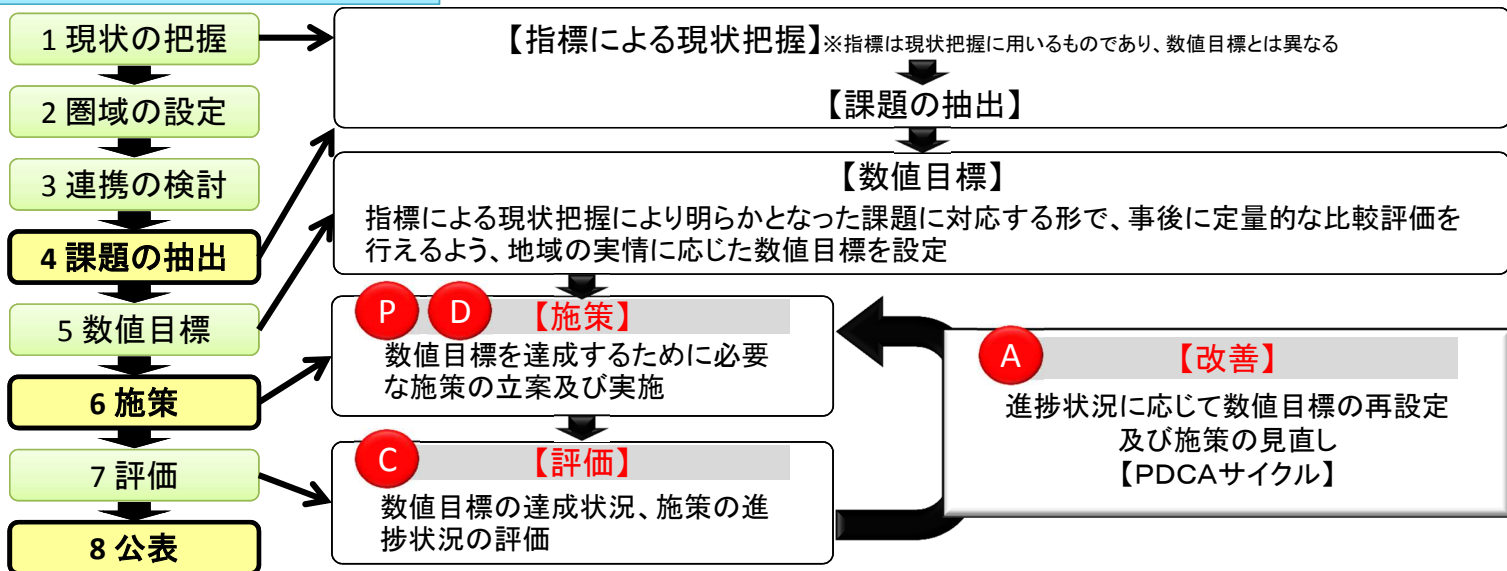 1 現状の把握
2 圏域の設定
3 連携の検討
4 課題の抽出
5 数値目標
6 施策
7 評価
8 公表
【指標による現状把握】※指標は現状把握に用いるものであり、数値目標とは異なる
【課題の抽出】
【数値目標】
指標による現状把握により明らかとなった課題に対応する形で、事後に定量的な比較評価を
行えるよう、地域の実情に応じた数値目標を設定
P D 【施策】
数値目標を達成するために必要
な施策の立案及び実施
C 【評価】
数値目標の達成状況、施策の進
捗状況の評価
A 【改善】
進捗状況に応じて数値目標の再設定
及び施策の見直し
【PDCAサイクル】